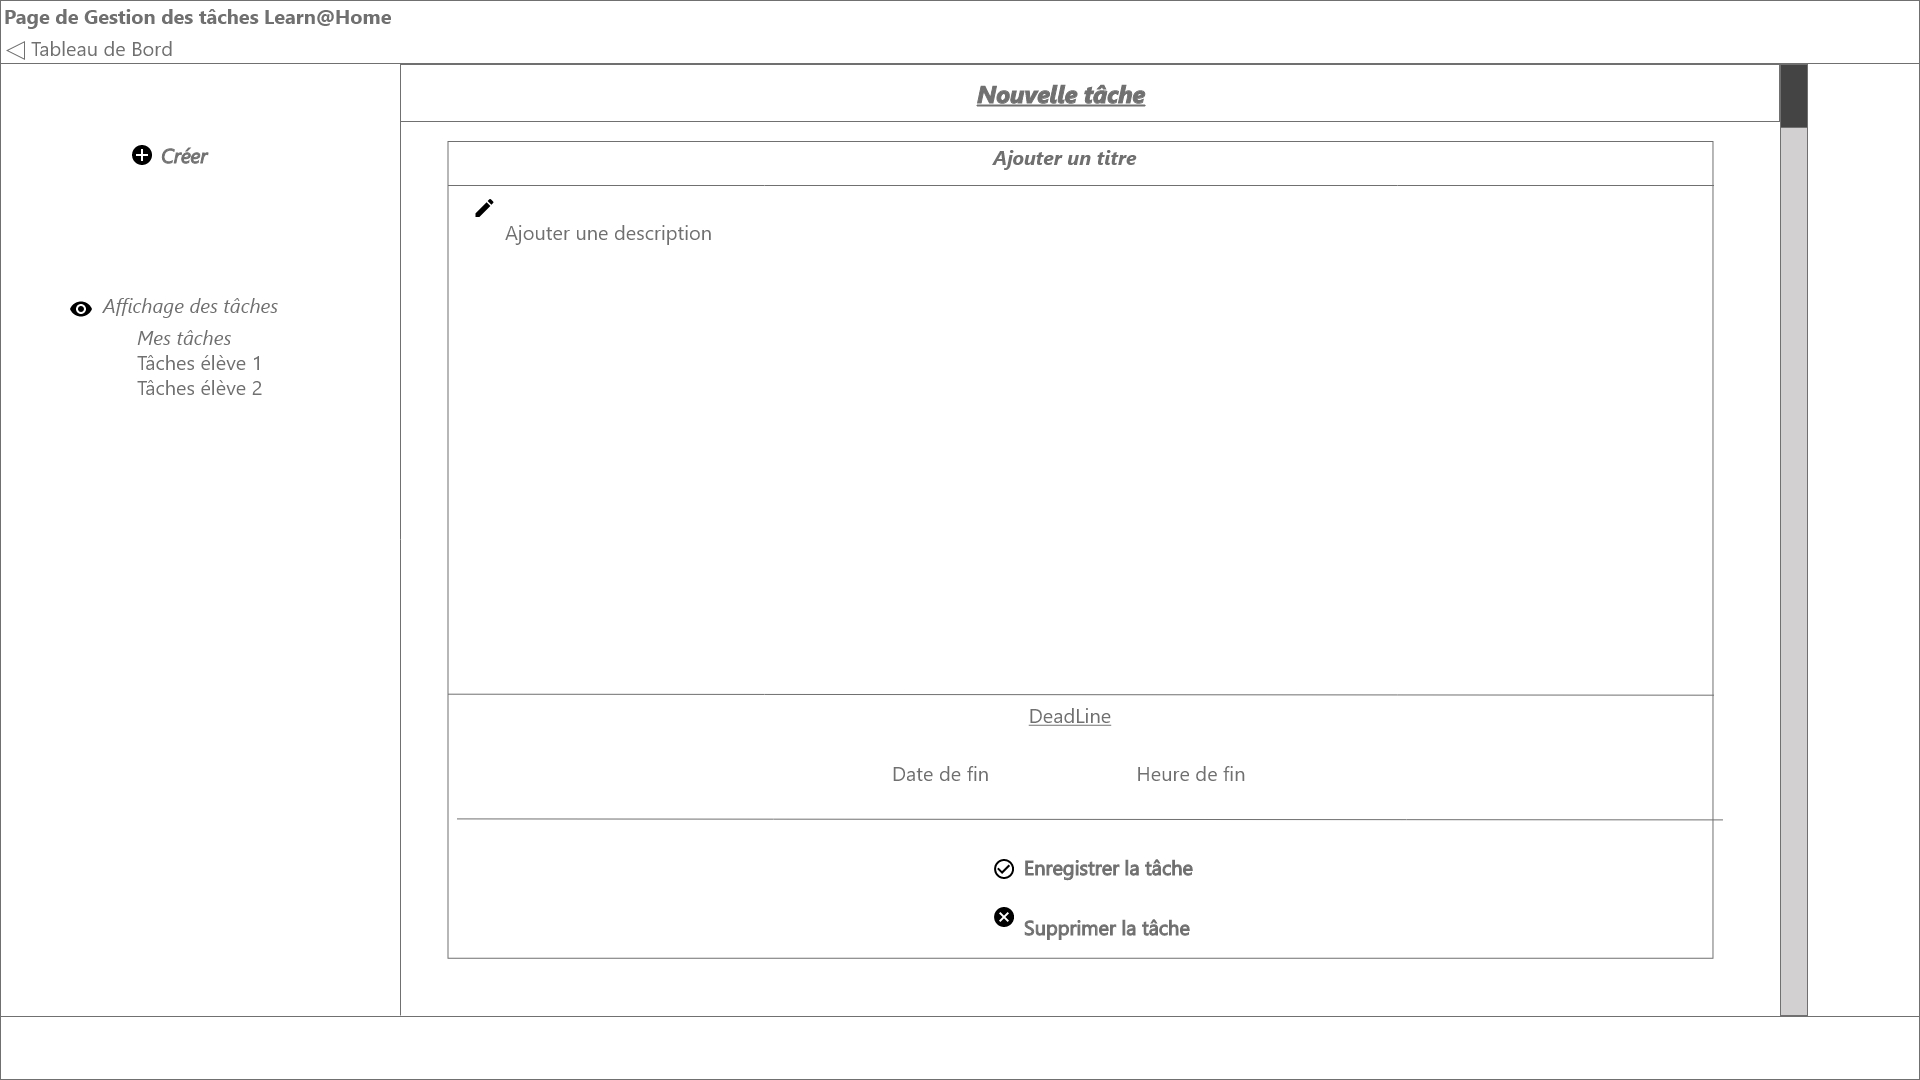 Page de Gestion des tâches Learn@Home
Tableau de Bord
Nouvelle tâche
Créer
Ajouter un titre
Ajouter une description
Affichage des tâches
Mes tâches
Tâches élève 1
Tâches élève 2
DeadLine
Date de fin Heure de fin
Enregistrer la tâche
Supprimer la tâche